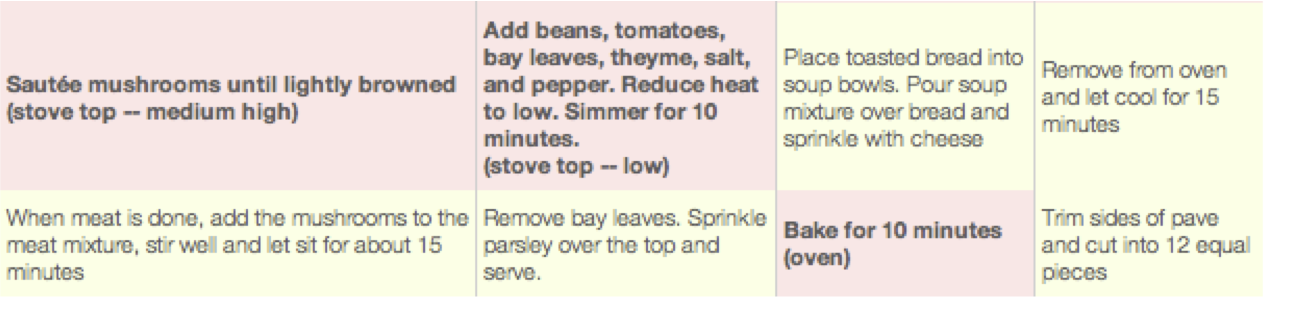 Sautée mushrooms until lightly browned
(stove top -- medium high)
Add beans, tomatoes,
bay leaves, theyme, salt,
and pepper. Reduce heat
to low. Simmer for 10
minutes.
(stove top -- low)
Place toasted bread into
soup bowls. Pour soup
mixture over bread and
sprinkle with cheese
Remove from oven
and let cool for 15
minutes
When meat is done, add the mushrooms to the
meat mixture, stir well and let sit for about 15
minutes
Remove bay leaves. Sprinkle
parsley over the top and
serve.
Bake for 10 minutes
(oven)
Trim sides of pave
and cut into 12 equal
pieces